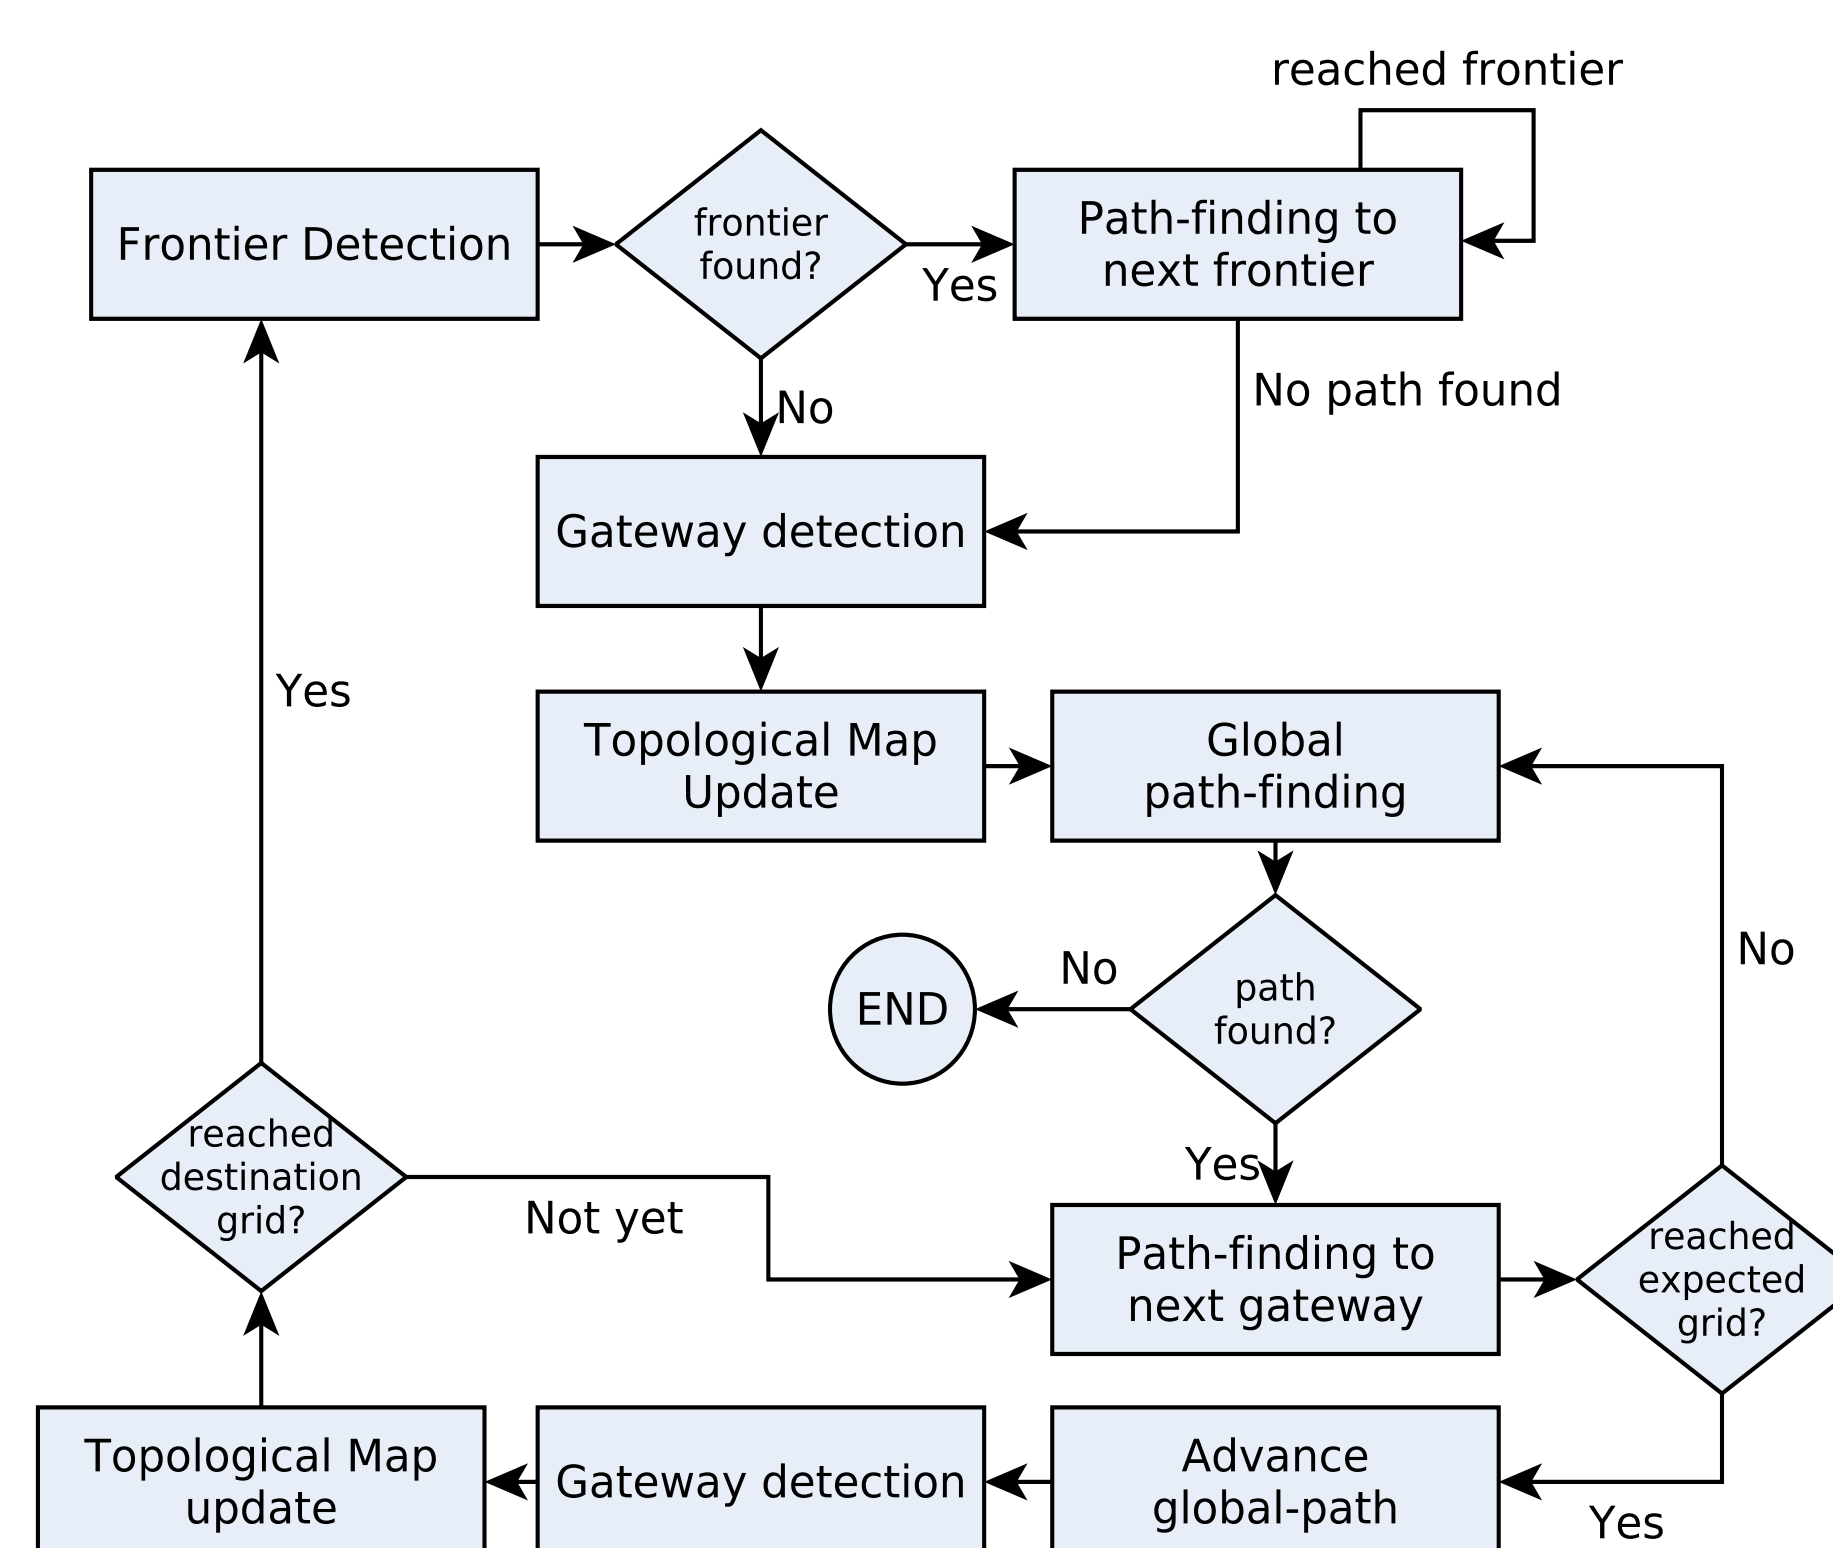 reached frontier
Frontier Detection
frontier
found?
Yes
Path-finding to
next frontier
No
No path found
Gateway detection
Yes
Topological Map
Update
Global
path-finding
No
END
No
path
found?
Yes
reached
destination
grid?
Not yet
Path-finding to
next gateway
reached
expected
grid?
Topological Map
update
Gateway detection
Advance
global-path
Yes